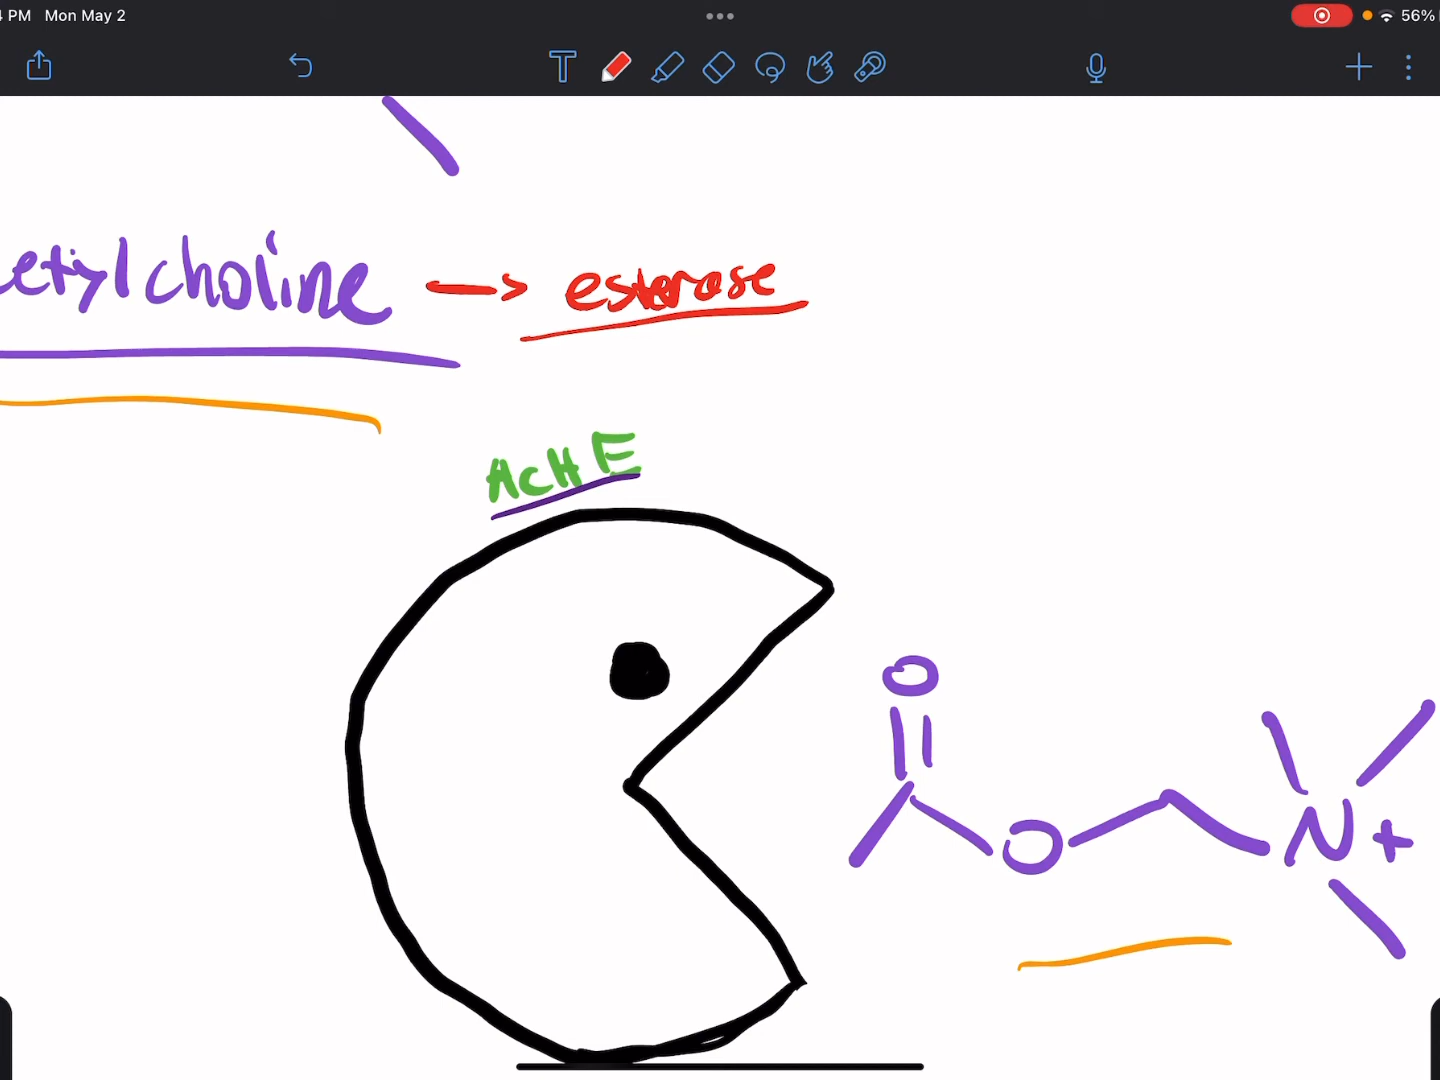 PM Mon May 2
56%
T
etylcholine → esterase
AcHE
O
O N+